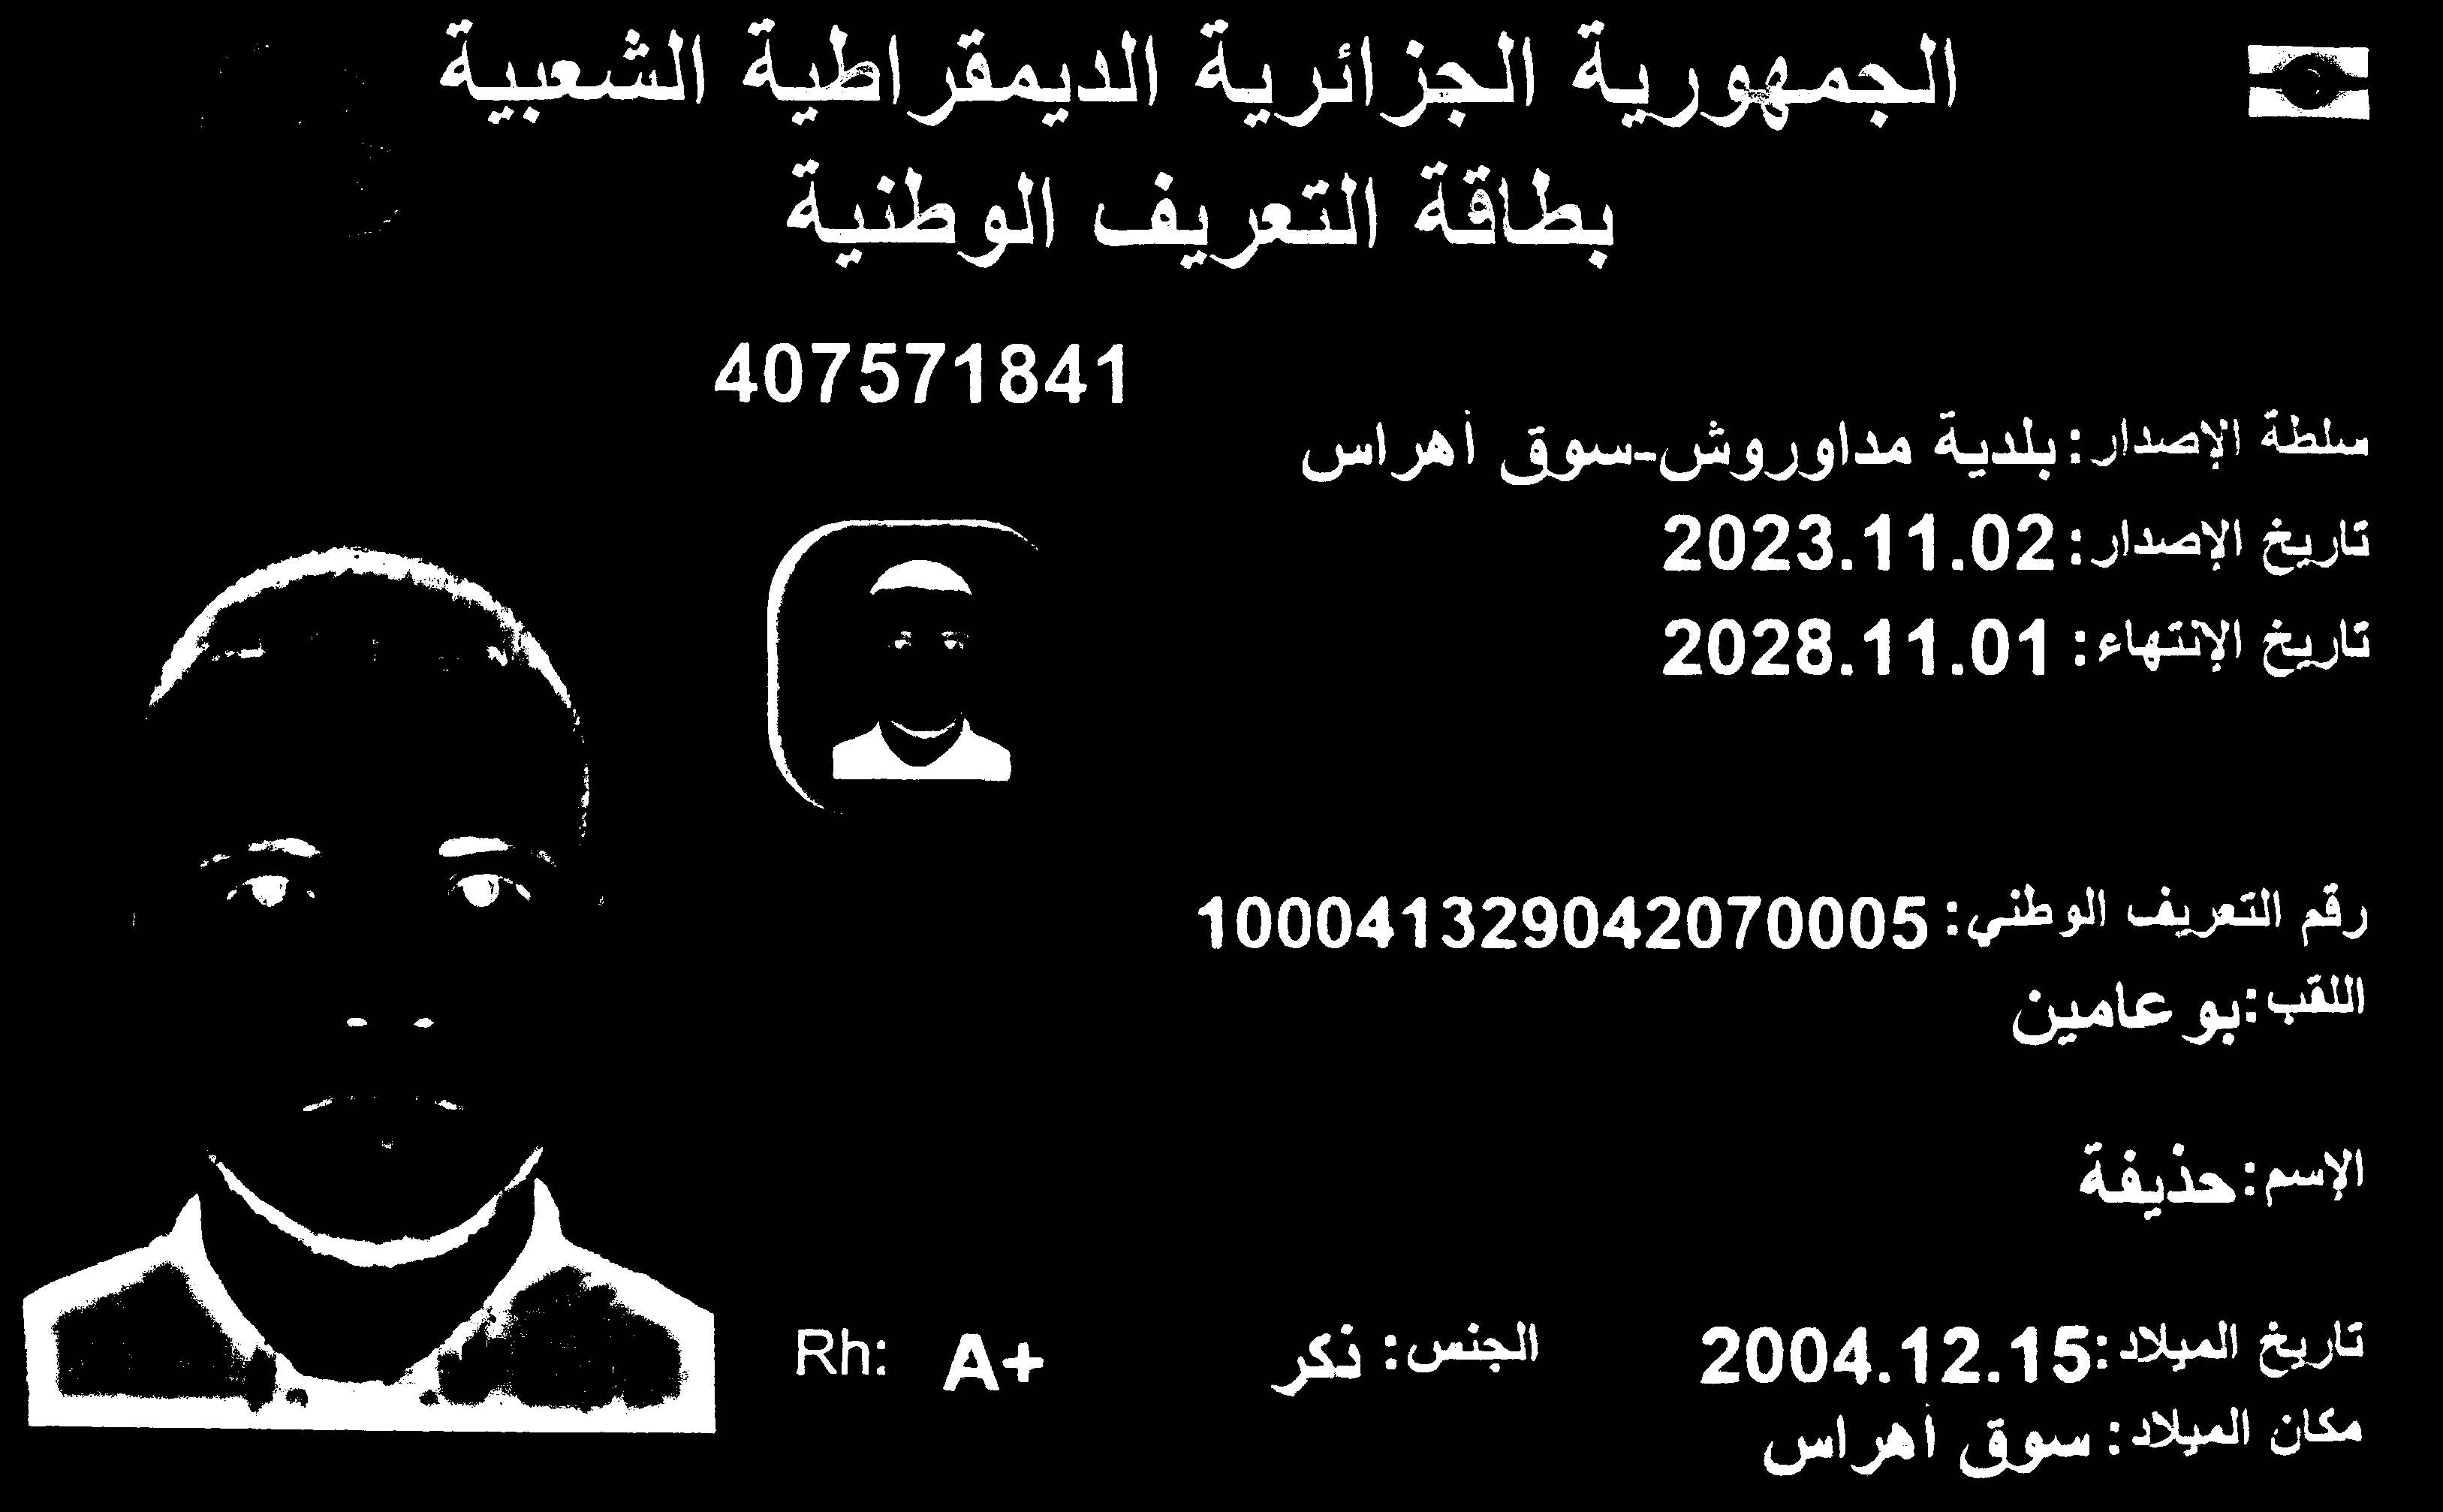 الجمهورية الجزائرية الديمقراطية الشعبية
بطاقة التعريف الوطنية
407571841
سلطة الإصدار: بلدية مداوروش-سوق أهراس
تاريخ الإصدار: 2023.11.02
تاريخ الإنتهاء: 2028.11.01
رقم التعريف الوطني: 100041329042070005
اللقب: بو عامين
الإسم: حذيفة
تاريخ الميلاد: 2004.12.15 الجنس: ذكر Rh: A+
مكان الميلاد: سوق أهراس